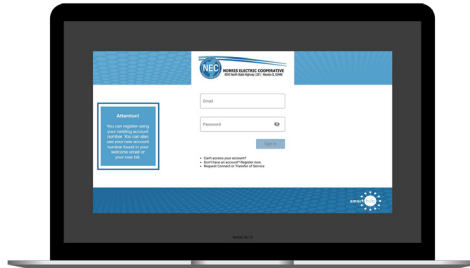 NEC
NORRIS ELECTRIC COOPERATIVE
Email
Attention!
Password
You can register using
your existing account
number. You can also
use your new account
number found in your
welcome email or
your new bill.
Sign In
• Can't access your account?
• Don't have an account? Register now.
• Request Connect or Transfer of Service
smart